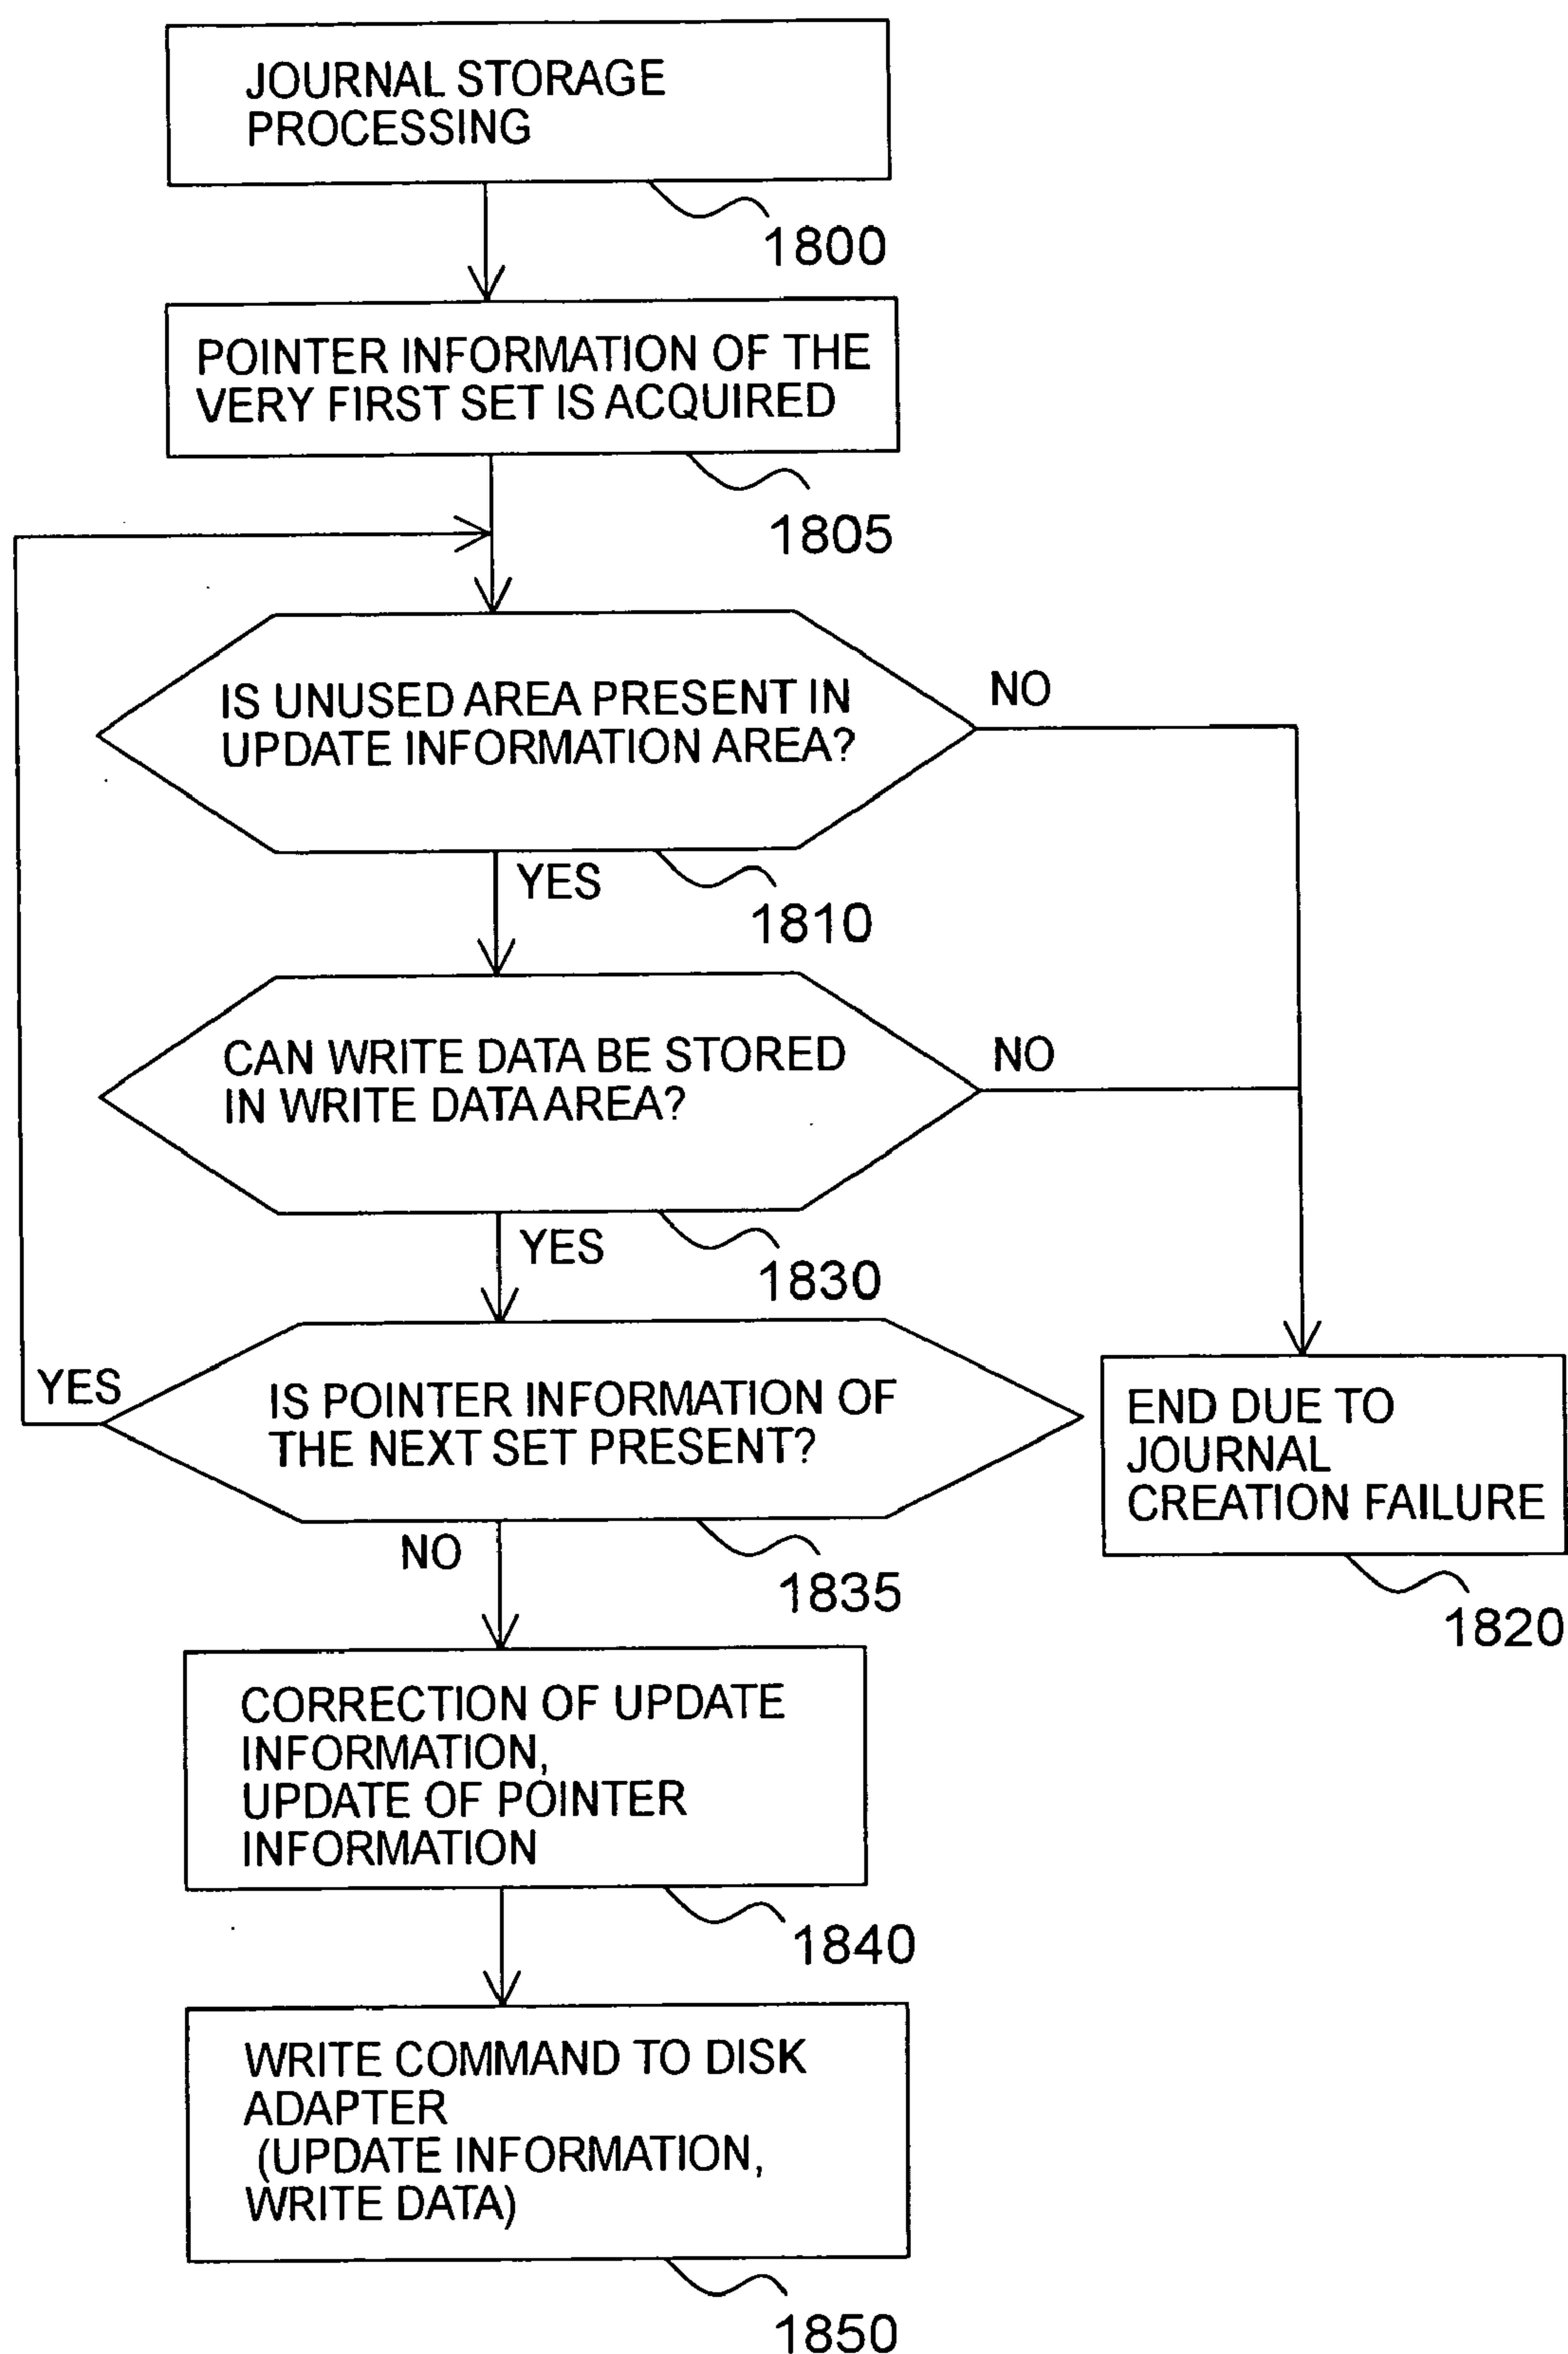 JOURNAL STORAGE
PROCESSING
1800
POINTER INFORMATION OF THE
VERY FIRST SET IS ACQUIRED
1805
IS UNUSED AREA PRESENT IN
UPDATE INFORMATION AREA?
NO
YES
1810
CAN WRITE DATA BE STORED
IN WRITE DATA AREA?
NO
YES
1830
IS POINTER INFORMATION OF
THE NEXT SET PRESENT?
YES
NO
1835
END DUE TO
JOURNAL
CREATION FAILURE
1820
CORRECTION OF UPDATE
INFORMATION,
UPDATE OF POINTER
INFORMATION
1840
WRITE COMMAND TO DISK
ADAPTER
(UPDATE INFORMATION,
WRITE DATA)
1850